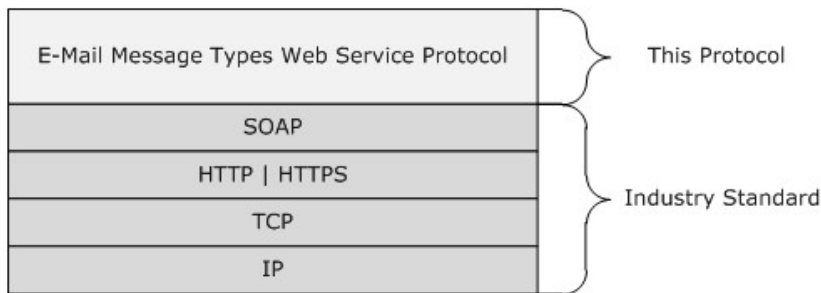 E-Mail Message Types Web Service Protocol
This Protocol
SOAP
HTTP | HTTPS
Industry Standard
TCP
IP